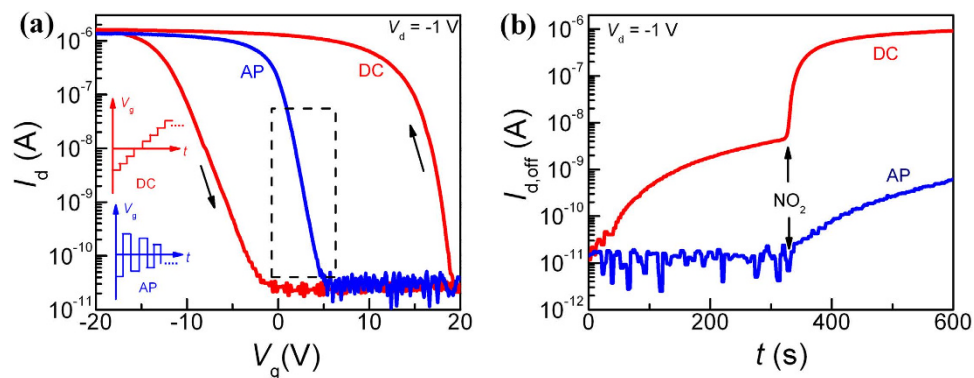 (a)
V_d = -1 V
10^-6
10^-7
10^-8
10^-9
10^-10
10^-11
I_d (A)
AP
DC
V_g
t
DC
V_g
t
AP
-20
-10
0
10
20
V_g(V)
(b)
V_d = -1 V
10^-6
10^-7
10^-8
10^-9
10^-10
10^-11
10^-12
I_d,off (A)
DC
NO_2
AP
0
200
400
600
t (s)